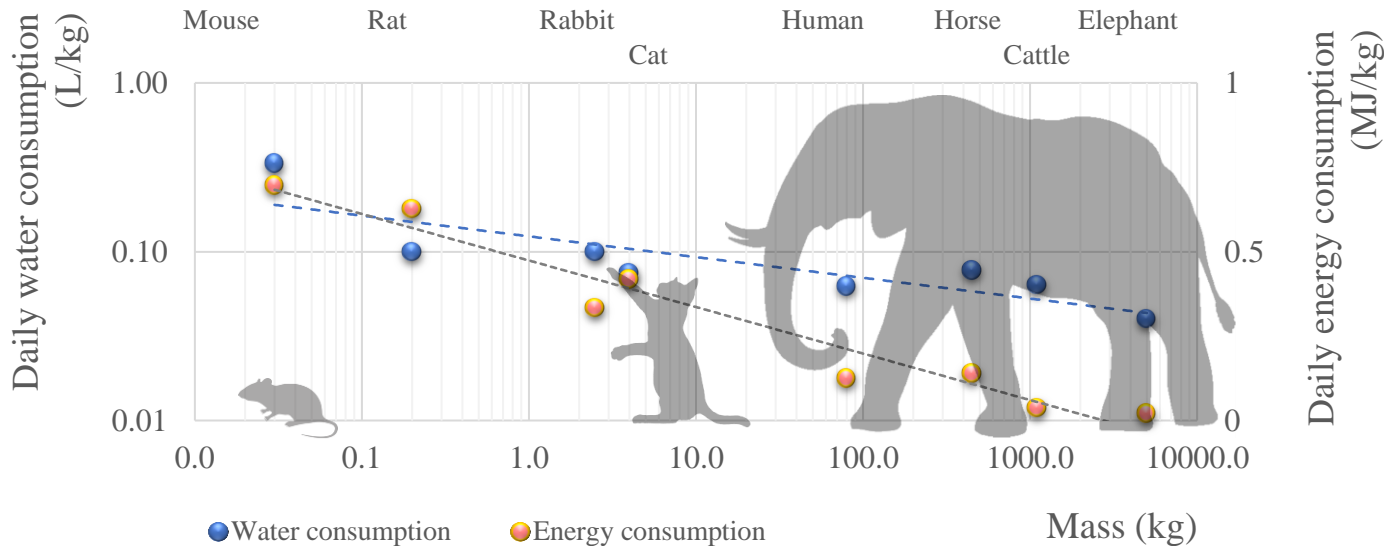 Mouse Rat Rabbit Human Horse Elephant
Cat Cattle
Daily water consumption
(L/kg)
1.00
0.10
0.01
1
0.5
0
Daily energy consumption
(MJ/kg)
0.0 0.1 1.0 10.0 100.0 1000.0 10000.0
Mass (kg)
Water consumption Energy consumption